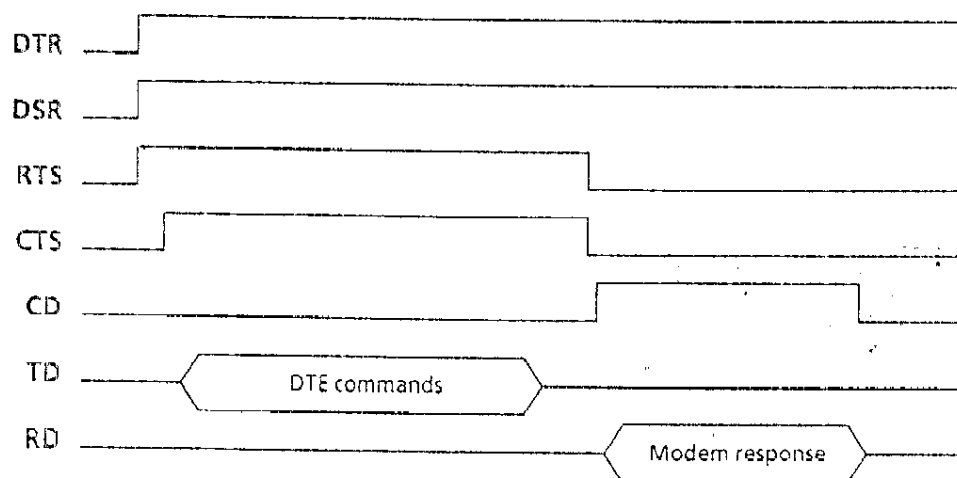 DTR
DSR
RTS
CTS
CD
TD
DTE commands
RD
Modem response